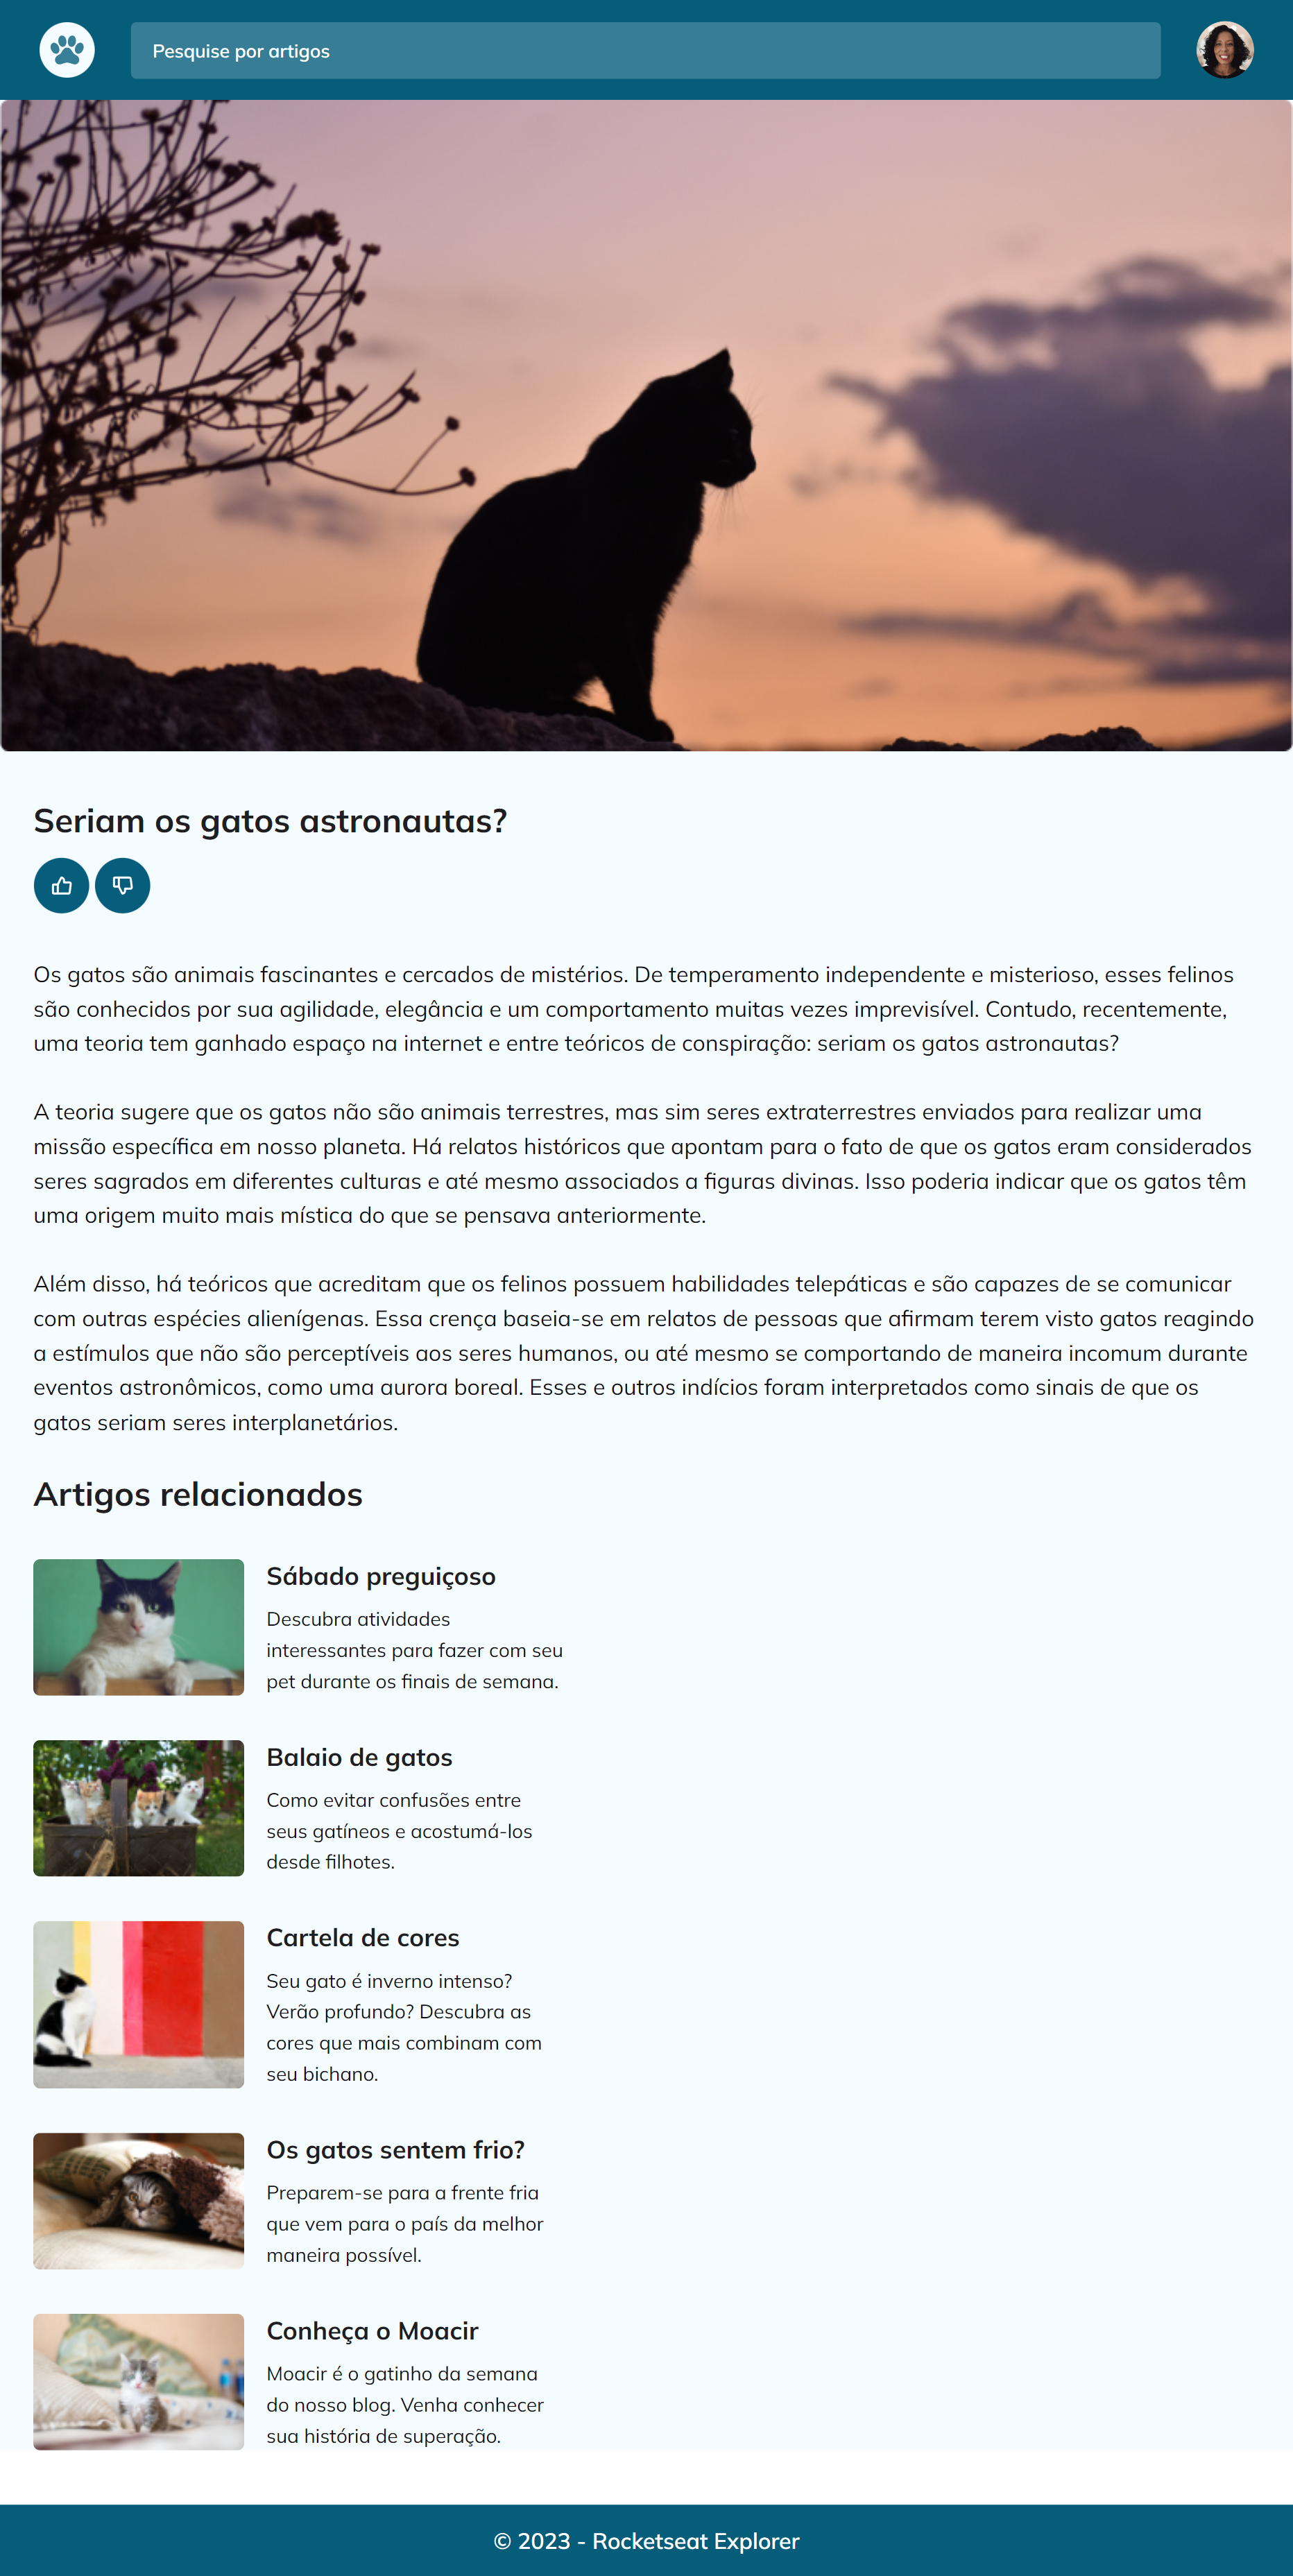 Pesquise por artigos
Seriam os gatos astronautas?
Os gatos são animais fascinantes e cercados de mistérios. De temperamento independente e misterioso, esses felinos
são conhecidos por sua agilidade, elegância e um comportamento muitas vezes imprevisível. Contudo, recentemente,
uma teoria tem ganhado espaço na internet e entre teóricos de conspiração: seriam os gatos astronautas?
A teoria sugere que os gatos não são animais terrestres, mas sim seres extraterrestres enviados para realizar uma
missão específica em nosso planeta. Há relatos históricos que apontam para o fato de que os gatos eram considerados
seres sagrados em diferentes culturas e até mesmo associados a figuras divinas. Isso poderia indicar que os gatos têm
uma origem muito mais mística do que se pensava anteriormente.
Além disso, há teóricos que acreditam que os felinos possuem habilidades telepáticas e são capazes de se comunicar
com outras espécies alienígenas. Essa crença baseia-se em relatos de pessoas que afirmam terem visto gatos reagindo
a estímulos que não são perceptíveis aos seres humanos, ou até mesmo se comportando de maneira incomum durante
eventos astronômicos, como uma aurora boreal. Esses e outros indícios foram interpretados como sinais de que os
gatos seriam seres interplanetários.
Artigos relacionados
Sábado preguiçoso
Descubra atividades
interessantes para fazer com seu
pet durante os finais de semana.
Balaio de gatos
Como evitar confusões entre
seus gatíneos e acostumá-los
desde filhotes.
Cartela de cores
Seu gato é inverno intenso?
Verão profundo? Descubra as
cores que mais combinam com
seu bichano.
Os gatos sentem frio?
Preparem-se para a frente fria
que vem para o país da melhor
maneira possível.
Conheça o Moacir
Moacir é o gatinho da semana
do nosso blog. Venha conhecer
sua história de superação.
© 2023 - Rocketseat Explorer